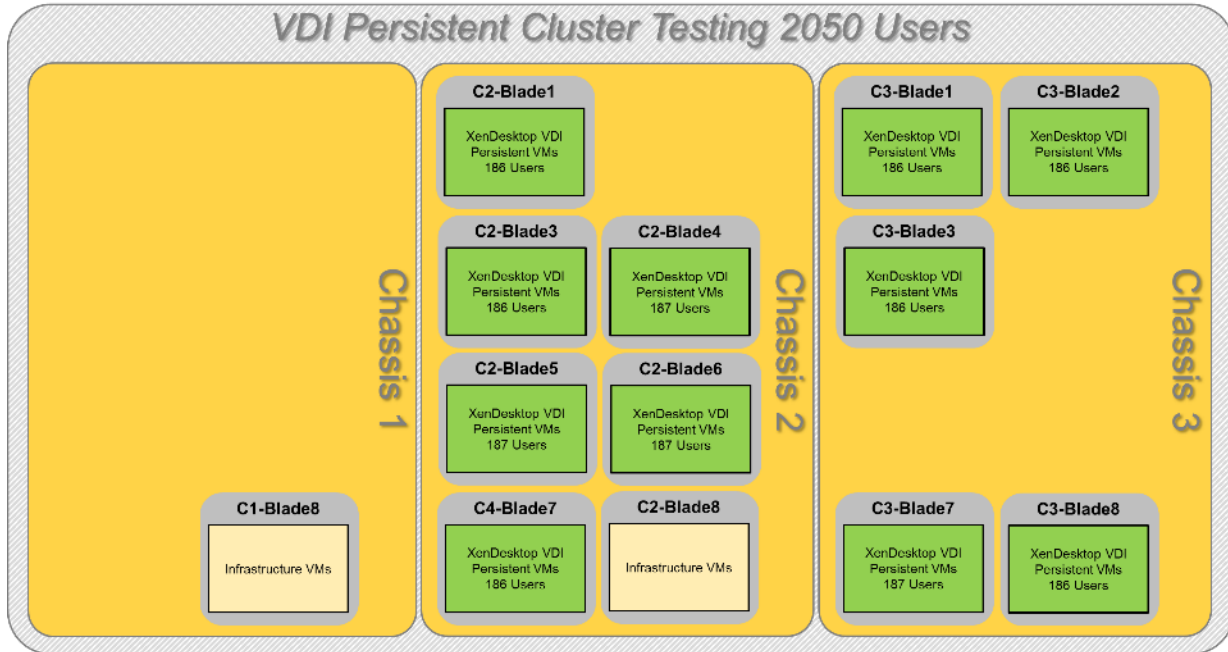 VDI Persistent Cluster Testing 2050 Users
Chassis 1
C1-Blade8
Infrastructure VMs
Chassis 2
C2-Blade1
XenDesktop VDI
Persistent VMs
186 Users
C2-Blade3
XenDesktop VDI
Persistent VMs
186 Users
C2-Blade4
XenDesktop VDI
Persistent VMs
187 Users
C2-Blade5
XenDesktop VDI
Persistent VMs
187 Users
C2-Blade6
XenDesktop VDI
Persistent VMs
187 Users
C4-Blade7
XenDesktop VDI
Persistent VMs
186 Users
C2-Blade8
Infrastructure VMs
Chassis 3
C3-Blade1
XenDesktop VDI
Persistent VMs
186 Users
C3-Blade2
XenDesktop VDI
Persistent VMs
186 Users
C3-Blade3
XenDesktop VDI
Persistent VMs
186 Users
C3-Blade7
XenDesktop VDI
Persistent VMs
187 Users
C3-Blade8
XenDesktop VDI
Persistent VMs
186 Users